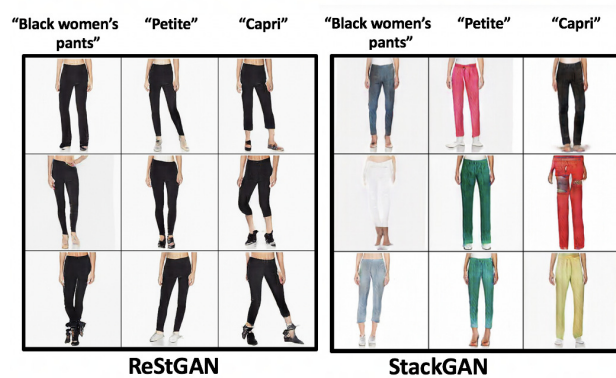 “Black women’s pants”
“Petite”
“Capri”
“Black women’s pants”
“Petite”
“Capri”
ReStGAN
StackGAN